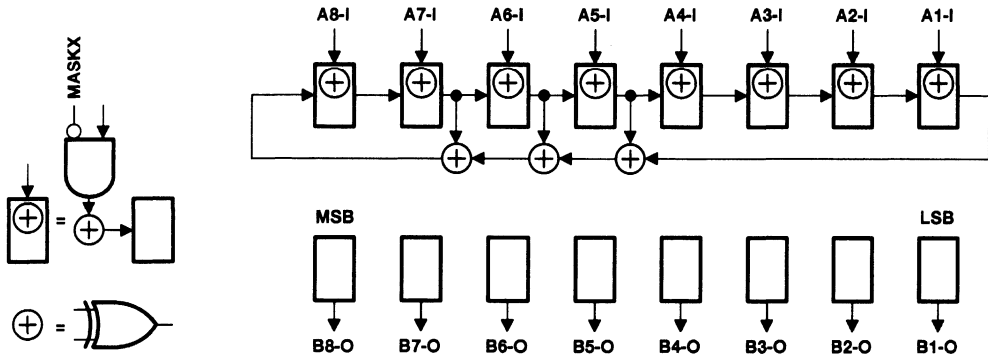 A8-I A7-I A6-I A5-I A4-I A3-I A2-I A1-I
MASKX
=
MSB LSB
=
B8-O B7-O B6-O B5-O B4-O B3-O B2-O B1-O